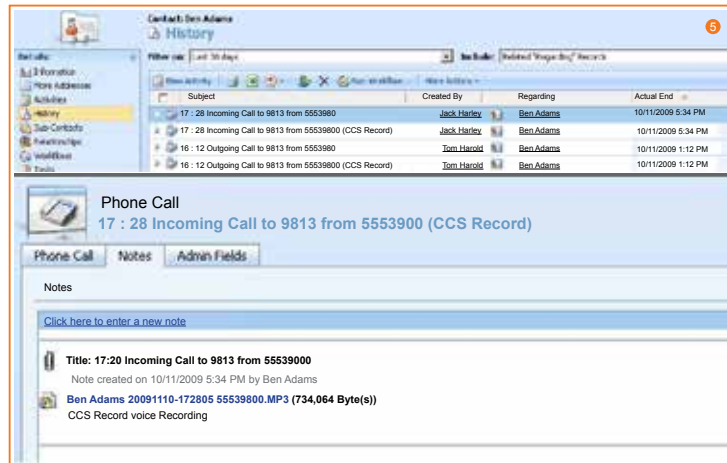 Contact: Ben Adams
History
5
Details:
Information
More Addresses
Activities
History
Sub-Contacts
Relationships
Workflows
Filter on: Last 30 days
Include: Related "Regarding" Records
New Activity
Run Workflow
More Actions
Subject Created By Regarding Actual End
17 : 28 Incoming Call to 9813 from 5553980 Jack Harley Ben Adams 10/11/2009 5:34 PM
17 : 28 Incoming Call to 9813 from 55539800 (CCS Record) Jack Harley Ben Adams 10/11/2009 5:34 PM
16 : 12 Outgoing Call to 9813 from 5553980 Tom Harold Ben Adams 10/11/2009 1:12 PM
16 : 12 Outgoing Call to 9813 from 55539800 (CCS Record) Tom Harold Ben Adams 10/11/2009 1:12 PM
Phone Call
17 : 28 Incoming Call to 9813 from 5553900 (CCS Record)
Phone Call Notes Admin Fields
Notes
Click here to enter a new note
Title: 17:20 Incoming Call to 9813 from 55539000
Note created on 10/11/2009 5:34 PM by Ben Adams
Ben Adams 20091110-172805 55539800.MP3 (734,064 Byte(s))
CCS Record voice Recording